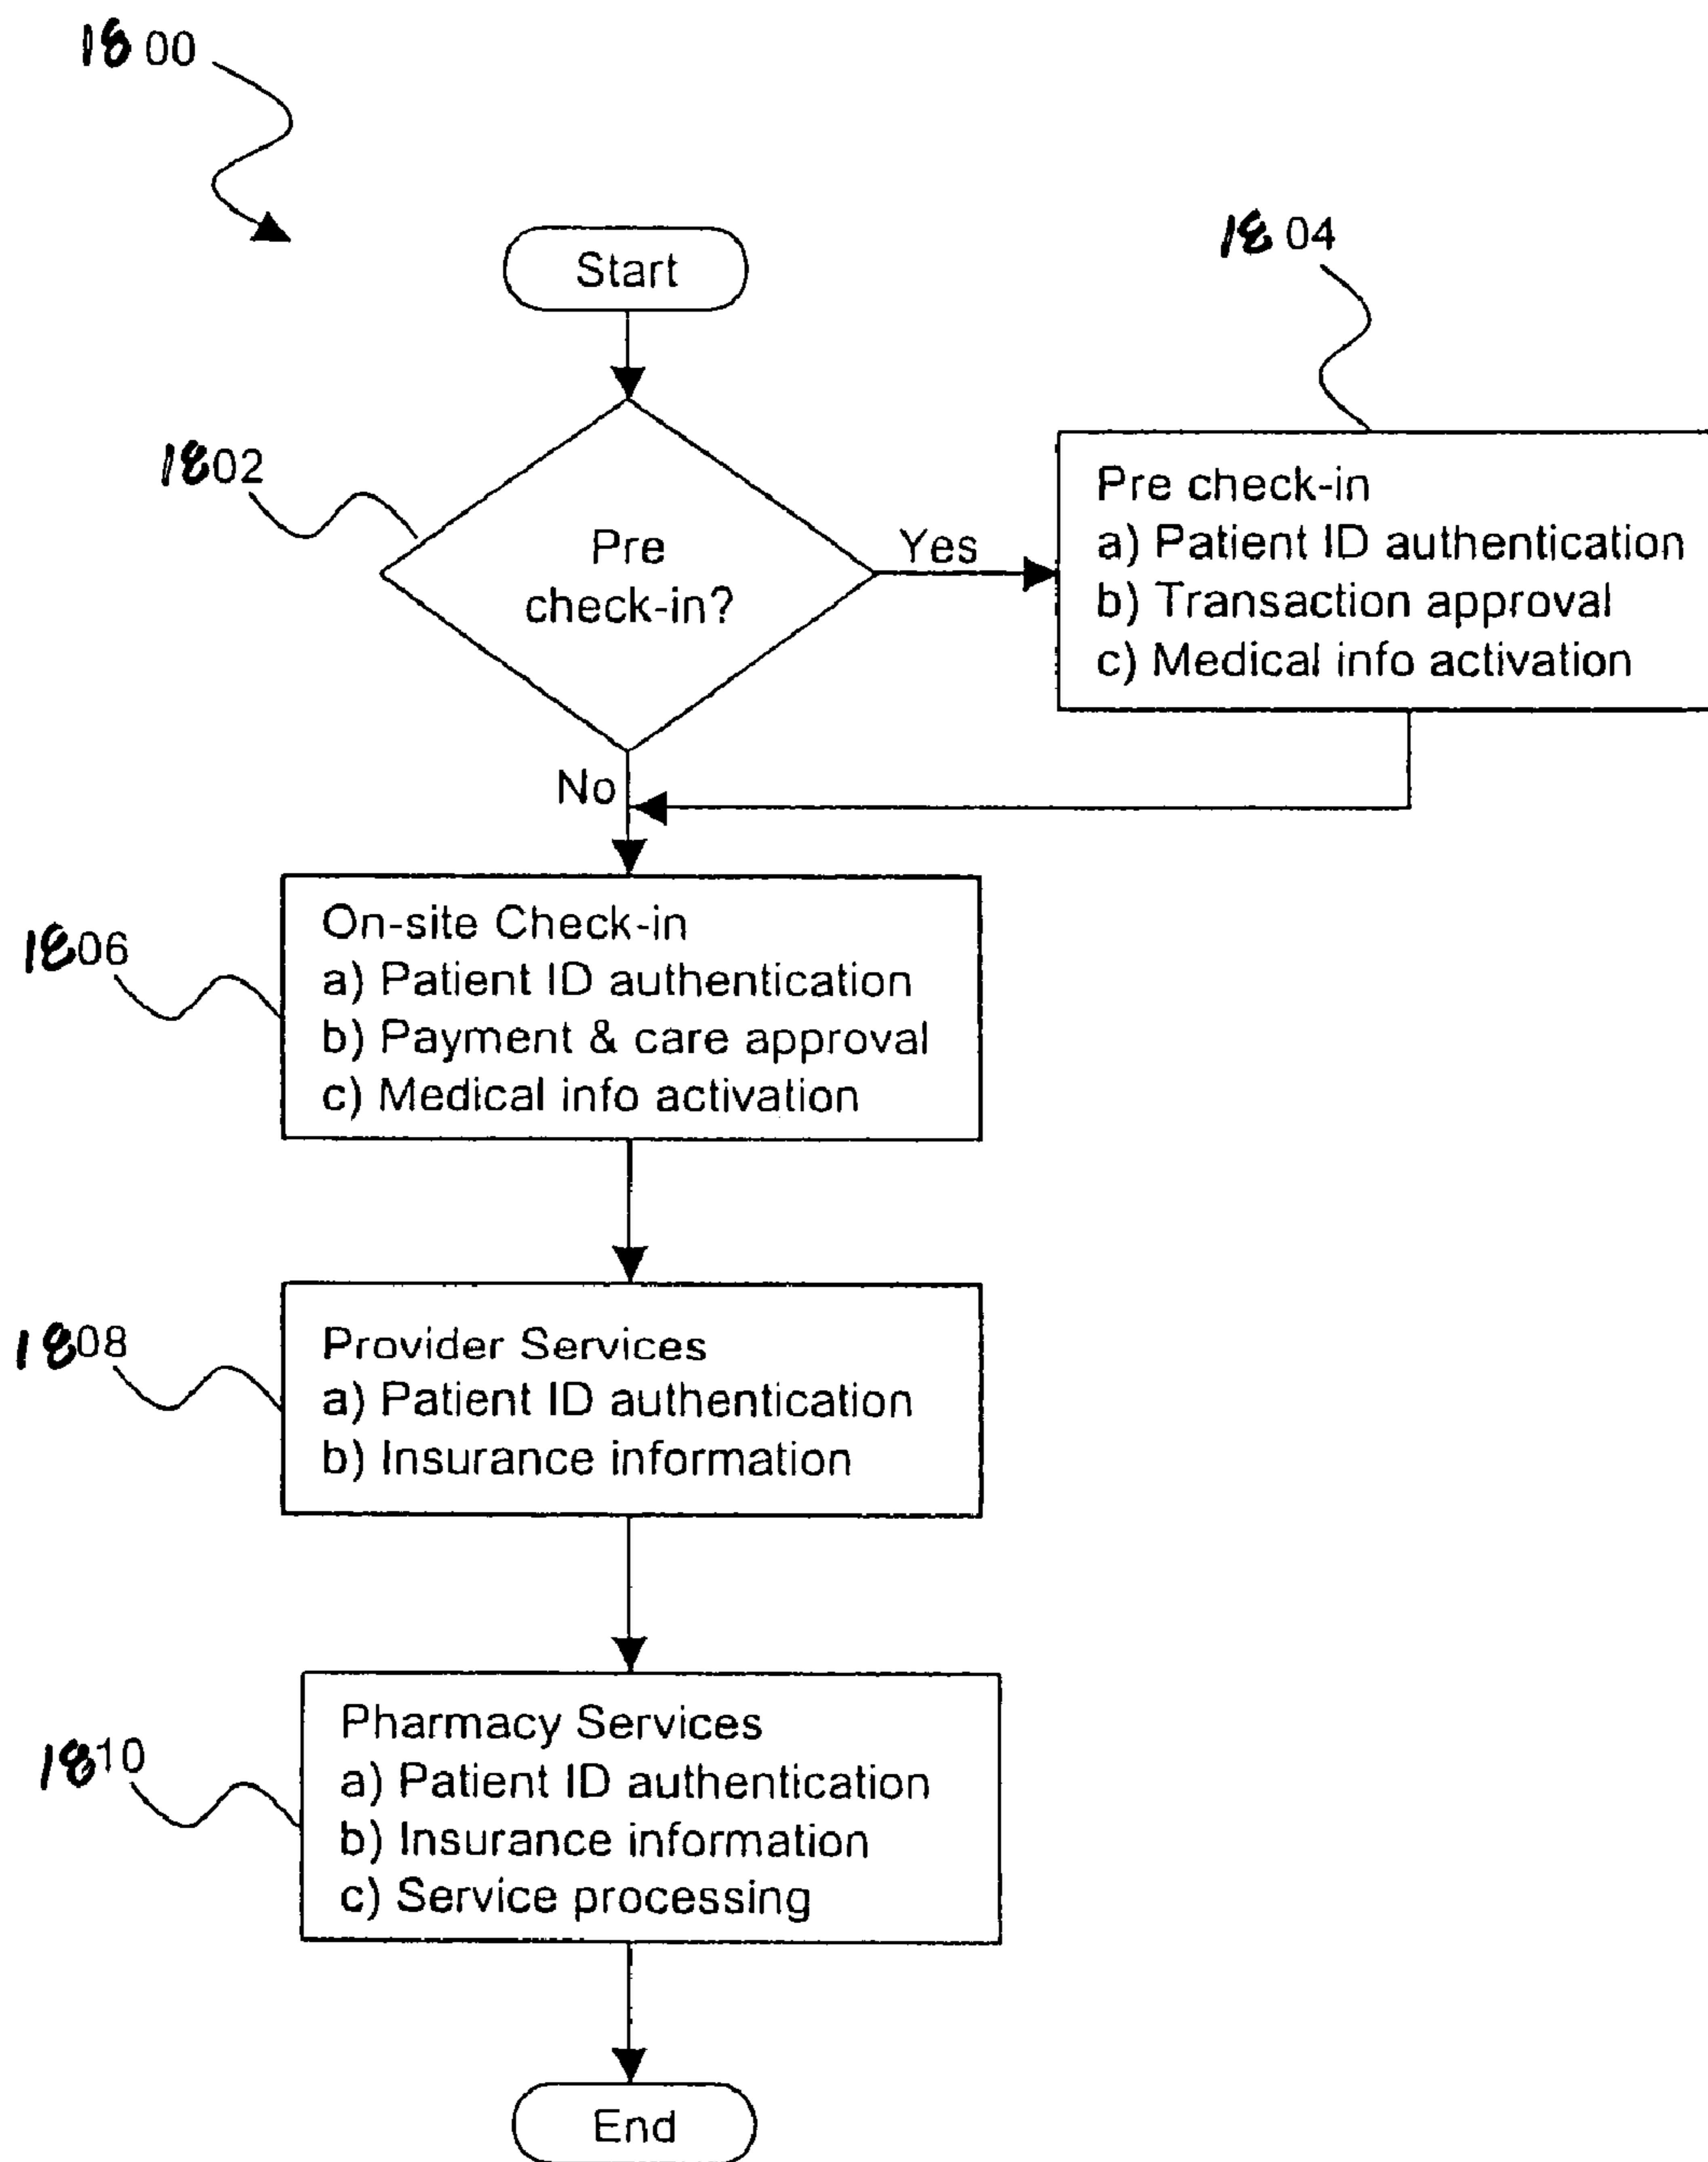 1800
Start
1804
1802
Pre
check-in?
Yes
Pre check-in
a) Patient ID authentication
b) Transaction approval
c) Medical info activation
No
1806
On-site Check-in
a) Patient ID authentication
b) Payment & care approval
c) Medical info activation
1808
Provider Services
a) Patient ID authentication
b) Insurance information
1810
Pharmacy Services
a) Patient ID authentication
b) Insurance information
c) Service processing
End